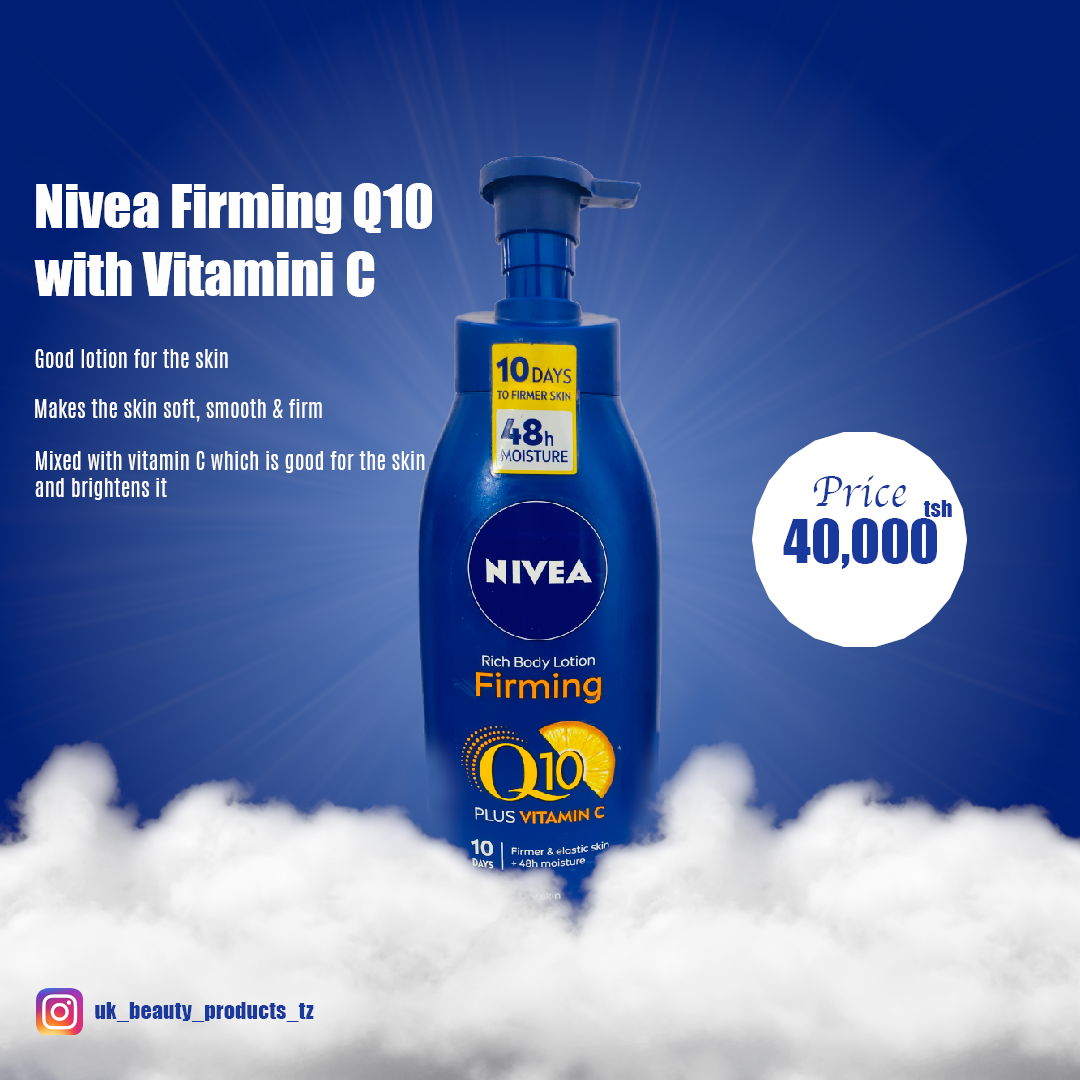 Nivea Firming Q10
with Vitamini C
Good lotion for the skin
Makes the skin soft, smooth & firm
Mixed with vitamin C which is good for the skin
and brightens it
10 DAYS
TO FIRMER SKIN
48h
MOISTURE
NIVEA
Rich Body Lotion
Firming
Q10
PLUS VITAMIN C
10
DAYS
Firmer & elastic skin
+ 48h moisture
Price
tsh
40,000
uk_beauty_products_tz